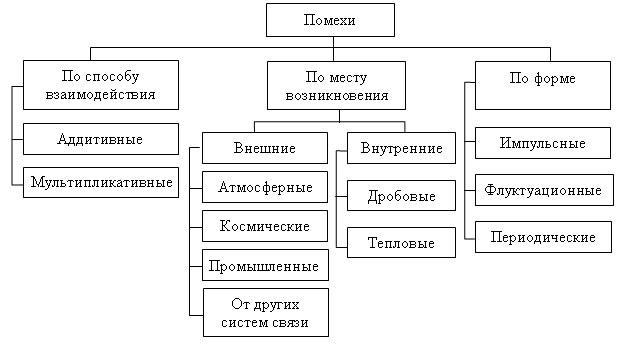 Помехи
По способу
взаимодействия
Аддитивные
Мультипликативные
По месту
возникновения
Внешние
Атмосферные
Космические
Промышленные
От других
систем связи
Внутренние
Дробовые
Тепловые
По форме
Импульсные
Флуктуационные
Периодические